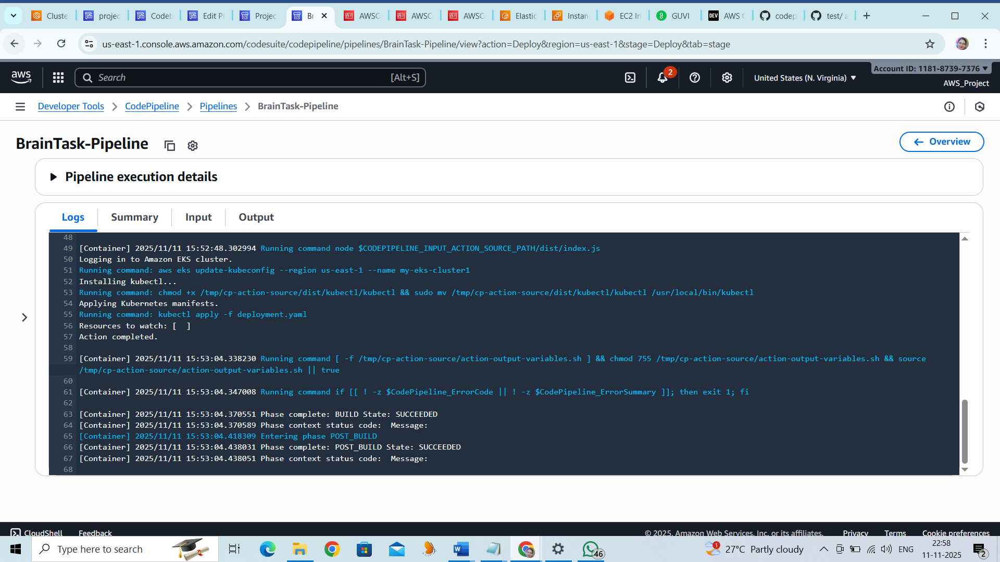 Cluste
projec
Codeb
Edit P
Projec
Br
AWSC
AWSC
AWSC
Elastic
Instan
EC2 In
GUVI
DEV
AWS C
codep
test/ a
us-east-1.console.aws.amazon.com/codesuite/codepipeline/pipelines/BrainTask-Pipeline/view?action=Deploy&region=us-east-1&stage=Deploy&tab=stage
aws
Search
[Alt+S]
2
United States (N. Virginia)
Account ID: 1181-8739-7376
AWS_Project
Developer Tools
CodePipeline
Pipelines
BrainTask-Pipeline
BrainTask-Pipeline
Overview
Pipeline execution details
Logs
Summary
Input
Output
48
49 [Container] 2025/11/11 15:52:48.302994 Running command node $CODEPIPELINE_INPUT_ACTION_SOURCE_PATH/dist/index.js
50 Logging in to Amazon EKS cluster.
51 Running command: aws eks update-kubeconfig --region us-east-1 --name my-eks-cluster1
52 Installing kubectl...
53 Running command: chmod +x /tmp/cp-action-source/dist/kubectl/kubectl && sudo mv /tmp/cp-action-source/dist/kubectl/kubectl /usr/local/bin/kubectl
54 Applying Kubernetes manifests.
55 Running command: kubectl apply -f deployment.yaml
56 Resources to watch: [  ]
57 Action completed.
58
59 [Container] 2025/11/11 15:53:04.338230 Running command [ -f /tmp/cp-action-source/action-output-variables.sh ] && chmod 755 /tmp/cp-action-source/action-output-variables.sh && source
/tmp/cp-action-source/action-output-variables.sh || true
60
61 [Container] 2025/11/11 15:53:04.347008 Running command if [[ ! -z $CodePipeline_ErrorCode || ! -z $CodePipeline_ErrorSummary ]]; then exit 1; fi
62
63 [Container] 2025/11/11 15:53:04.370551 Phase complete: BUILD State: SUCCEEDED
64 [Container] 2025/11/11 15:53:04.370589 Phase context status code:  Message:
65 [Container] 2025/11/11 15:53:04.418309 Entering phase POST_BUILD
66 [Container] 2025/11/11 15:53:04.438031 Phase complete: POST_BUILD State: SUCCEEDED
67 [Container] 2025/11/11 15:53:04.438051 Phase context status code:  Message:
68
CloudShell
Feedback
© 2025, Amazon Web Services, Inc. or its affiliates.
Privacy
Terms
Cookie preferences
Type here to search
46
1
27°C Partly cloudy
ENG
22:58
11-11-2025
2